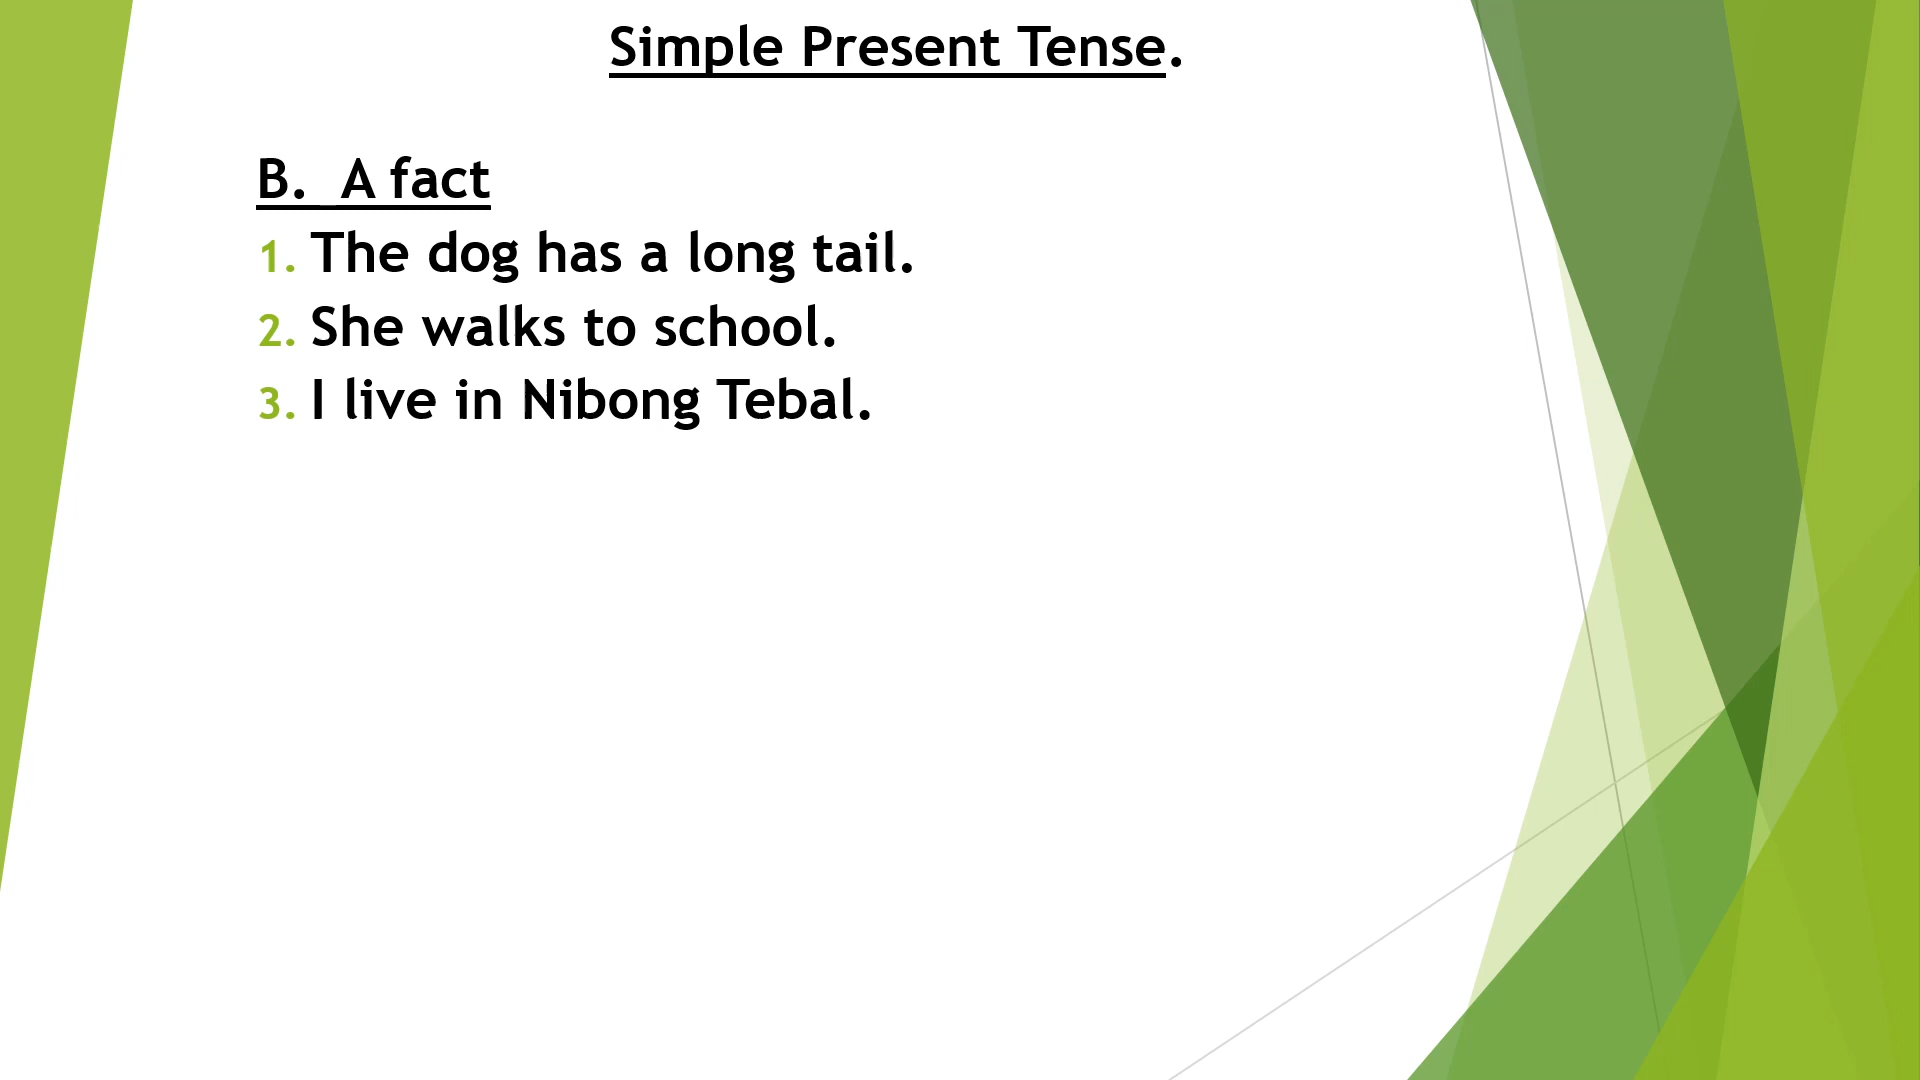 Simple Present Tense.
B. A fact
1. The dog has a long tail.
2. She walks to school.
3. I live in Nibong Tebal.